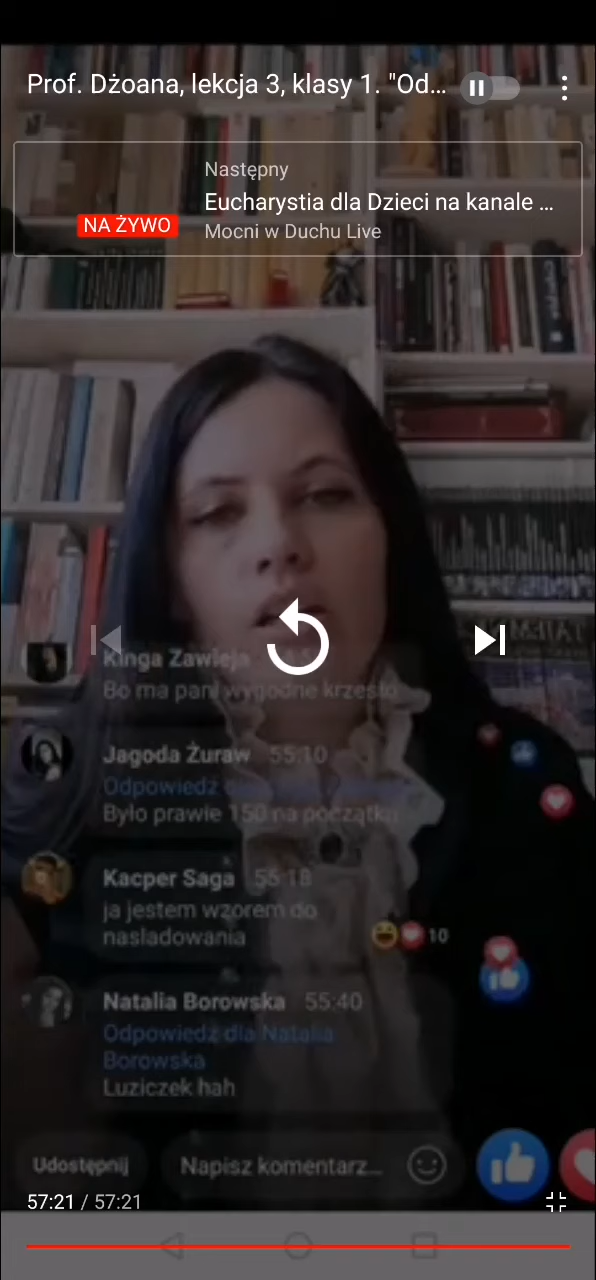 Prof. Dżoana, lekcja 3, klasy 1. "Od...
Następny
Eucharystia dla Dzieci na kanale ...
NA ŻYWO
Mocni w Duchu Live
Kinga Zawieja
Bo ma pani wygodne krzesło
Jagoda Żuraw 55:10
Odpowiedź
Było prawie 150 na początku
Kacper Saga 55:18
ja jestem wzorem do
nasladowania
10
Natalia Borowska 55:40
Odpowiedź dla Natalia
Borowska
Luziczek hah
Udostępnij
Napisz komentarz...
57:21 / 57:21